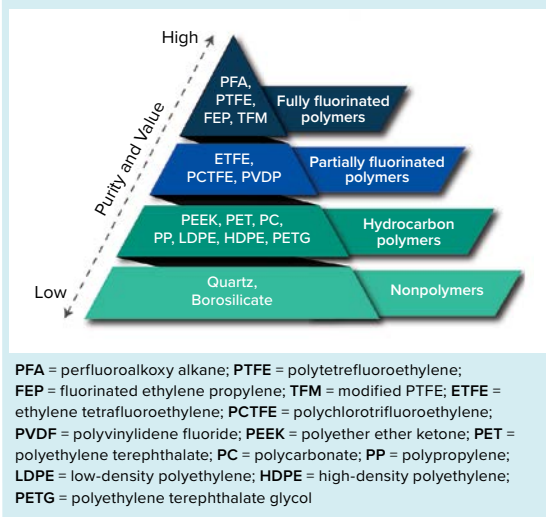 High
Purity and Value
Low
PFA,
PTFE,
FEP, TFM
Fully fluorinated
polymers
ETFE,
PCTFE, PVDP
Partially fluorinated
polymers
PEEK, PET, PC,
PP, LDPE, HDPE, PETG
Hydrocarbon
polymers
Quartz,
Borosilicate
Nonpolymers
PFA = perfluoroalkoxy alkane; PTFE = polytetrefluoroethylene;
FEP = fluorinated ethylene propylene; TFM = modified PTFE; ETFE =
ethylene tetrafluoroethylene; PCTFE = polychlorotrifluoroethylene;
PVDF = polyvinylidene fluoride; PEEK = polyether ether ketone; PET =
polyethylene terephthalate; PC = polycarbonate; PP = polypropylene;
LDPE = low-density polyethylene; HDPE = high-density polyethylene;
PETG = polyethylene terephthalate glycol